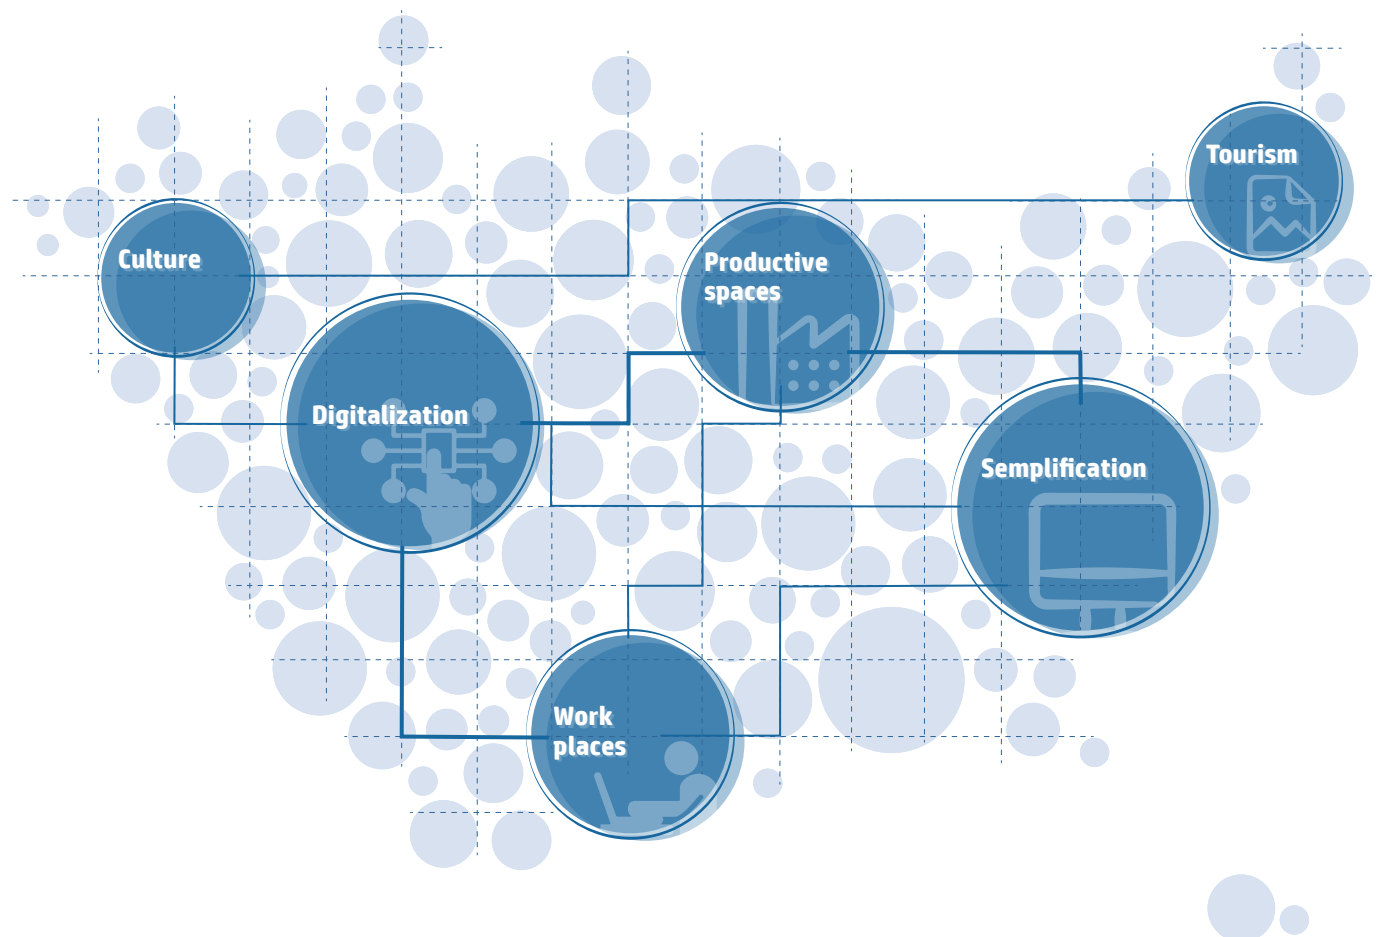 Tourism
Culture
Productive
spaces
Digitalization
Semplification
Work
places